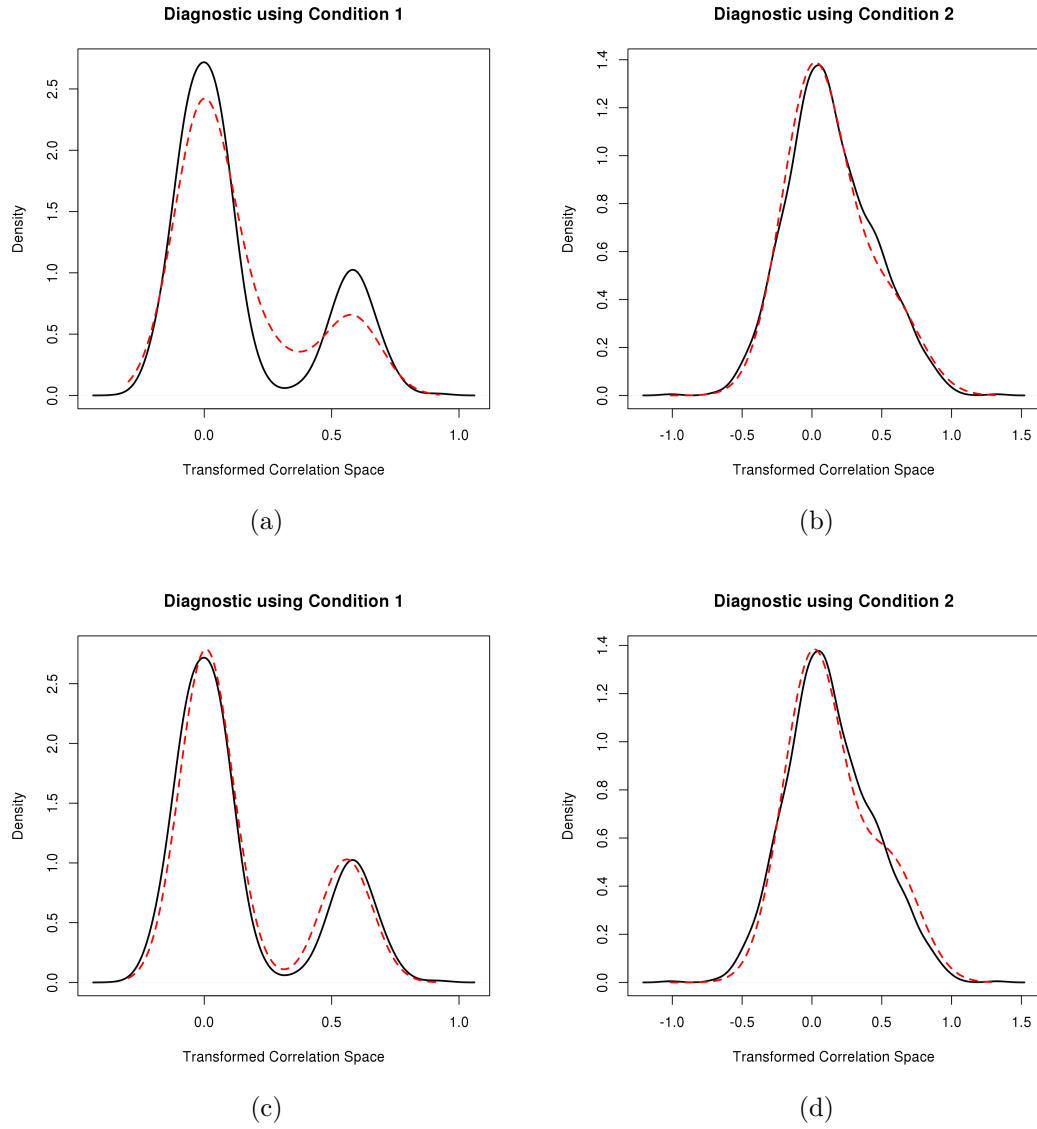 Diagnostic using Condition 1
Density
0.0 0.5 1.0 1.5 2.0 2.5
0.0 0.5 1.0
Transformed Correlation Space
(a)
Diagnostic using Condition 2
Density
0.0 0.2 0.4 0.6 0.8 1.0 1.2 1.4
-1.0 -0.5 0.0 0.5 1.0 1.5
Transformed Correlation Space
(b)
Diagnostic using Condition 1
Density
0.0 0.5 1.0 1.5 2.0 2.5
0.0 0.5 1.0
Transformed Correlation Space
(c)
Diagnostic using Condition 2
Density
0.0 0.2 0.4 0.6 0.8 1.0 1.2 1.4
-1.0 -0.5 0.0 0.5 1.0 1.5
Transformed Correlation Space
(d)